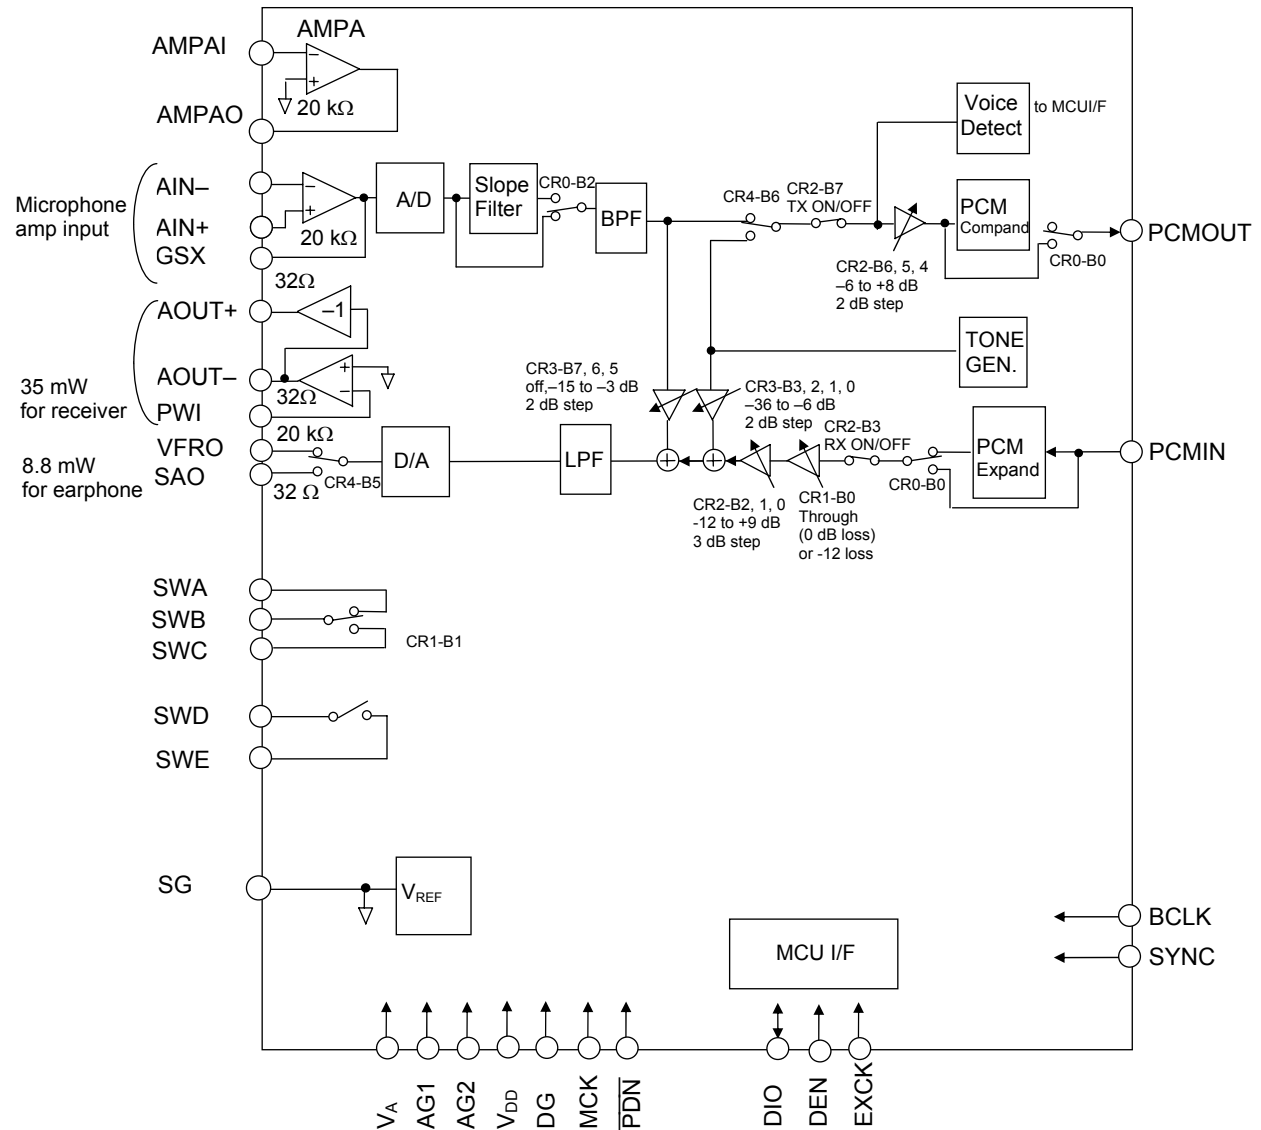 AMPAI
AMPA
–
+
20 kΩ
AMPAO
Microphone
amp input
AIN–
AIN+
GSX
–
+
20 kΩ
A/D
Slope
Filter
CR0-B2
BPF
CR4-B6
CR2-B7
TX ON/OFF
Voice
Detect
to MCUI/F
PCM
Compand
CR0-B0
PCMOUT
CR2-B6, 5, 4
–6 to +8 dB
2 dB step
32Ω
AOUT+
–1
AOUT–
+
–
32Ω
PWI
35 mW
for receiver
TONE
GEN.
CR3-B7, 6, 5
off,–15 to –3 dB
2 dB step
CR3-B3, 2, 1, 0
–36 to –6 dB
2 dB step
CR2-B3
RX ON/OFF
20 kΩ
VFRO
SAO
32 Ω
CR4-B5
8.8 mW
for earphone
D/A
LPF
+
+
CR0-B0
PCM
Expand
PCMIN
CR2-B2, 1, 0
-12 to +9 dB
3 dB step
CR1-B0
Through
(0 dB loss)
or -12 loss
SWA
SWB
SWC
CR1-B1
SWD
SWE
SG
VREF
MCU I/F
BCLK
SYNC
VA
AG1
AG2
VDD
DG
MCK
PDN
DIO
DEN
EXCK